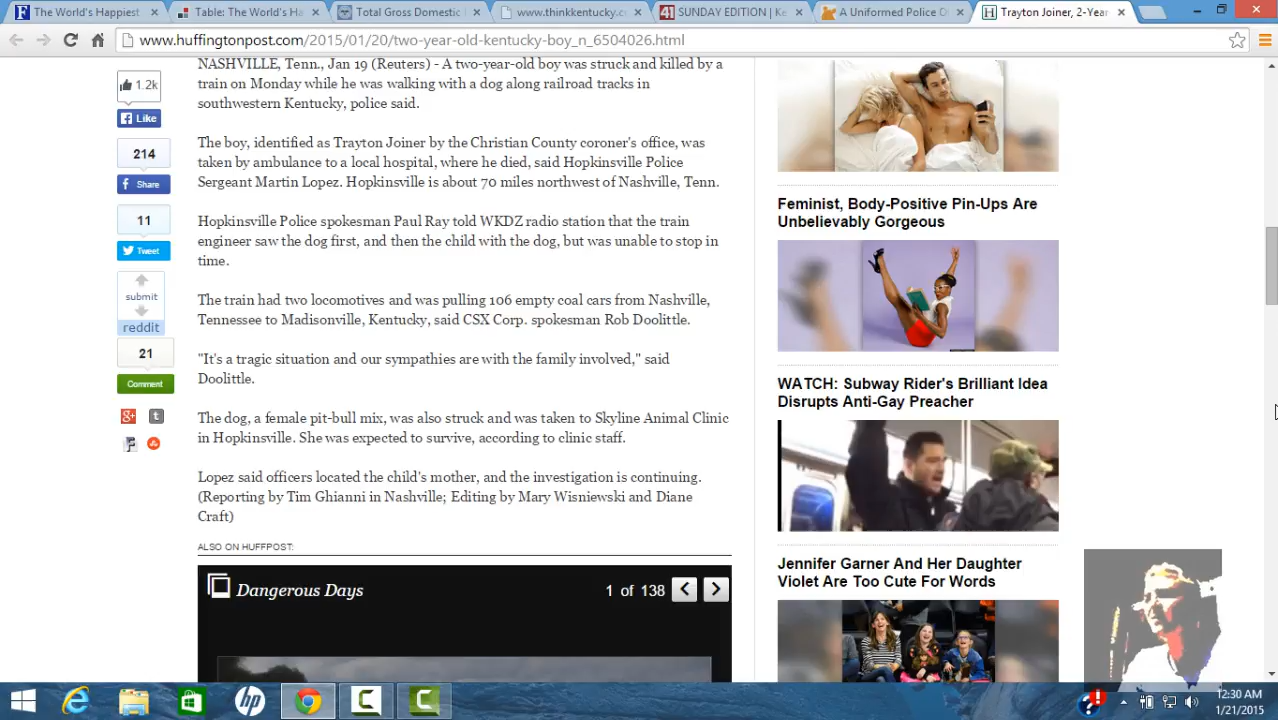 The World's Happiest
Table: The World's Ha
Total Gross Domestic
www.thinkkentucky.c
SUNDAY EDITION | Ke
A Uniformed Police O
Trayton Joiner, 2-Year
www.huffingtonpost.com/2015/01/20/two-year-old-kentucky-boy_n_6504026.html
1.2k
Like
214
Share
11
Tweet
submit
reddit
21
Comment
NASHVILLE, Tenn., Jan 19 (Reuters) - A two-year-old boy was struck and killed by a
train on Monday while he was walking with a dog along railroad tracks in
southwestern Kentucky, police said.
The boy, identified as Trayton Joiner by the Christian County coroner's office, was
taken by ambulance to a local hospital, where he died, said Hopkinsville Police
Sergeant Martin Lopez. Hopkinsville is about 70 miles northwest of Nashville, Tenn.
Hopkinsville Police spokesman Paul Ray told WKDZ radio station that the train
engineer saw the dog first, and then the child with the dog, but was unable to stop in
time.
The train had two locomotives and was pulling 106 empty coal cars from Nashville,
Tennessee to Madisonville, Kentucky, said CSX Corp. spokesman Rob Doolittle.
"It's a tragic situation and our sympathies are with the family involved," said
Doolittle.
The dog, a female pit-bull mix, was also struck and was taken to Skyline Animal Clinic
in Hopkinsville. She was expected to survive, according to clinic staff.
Lopez said officers located the child's mother, and the investigation is continuing.
(Reporting by Tim Ghianni in Nashville; Editing by Mary Wisniewski and Diane
Craft)
ALSO ON HUFFPOST:
Dangerous Days
1 of 138
Feminist, Body-Positive Pin-Ups Are
Unbelievably Gorgeous
WATCH: Subway Rider's Brilliant Idea
Disrupts Anti-Gay Preacher
Jennifer Garner And Her Daughter
Violet Are Too Cute For Words
12:30 AM
1/21/2015